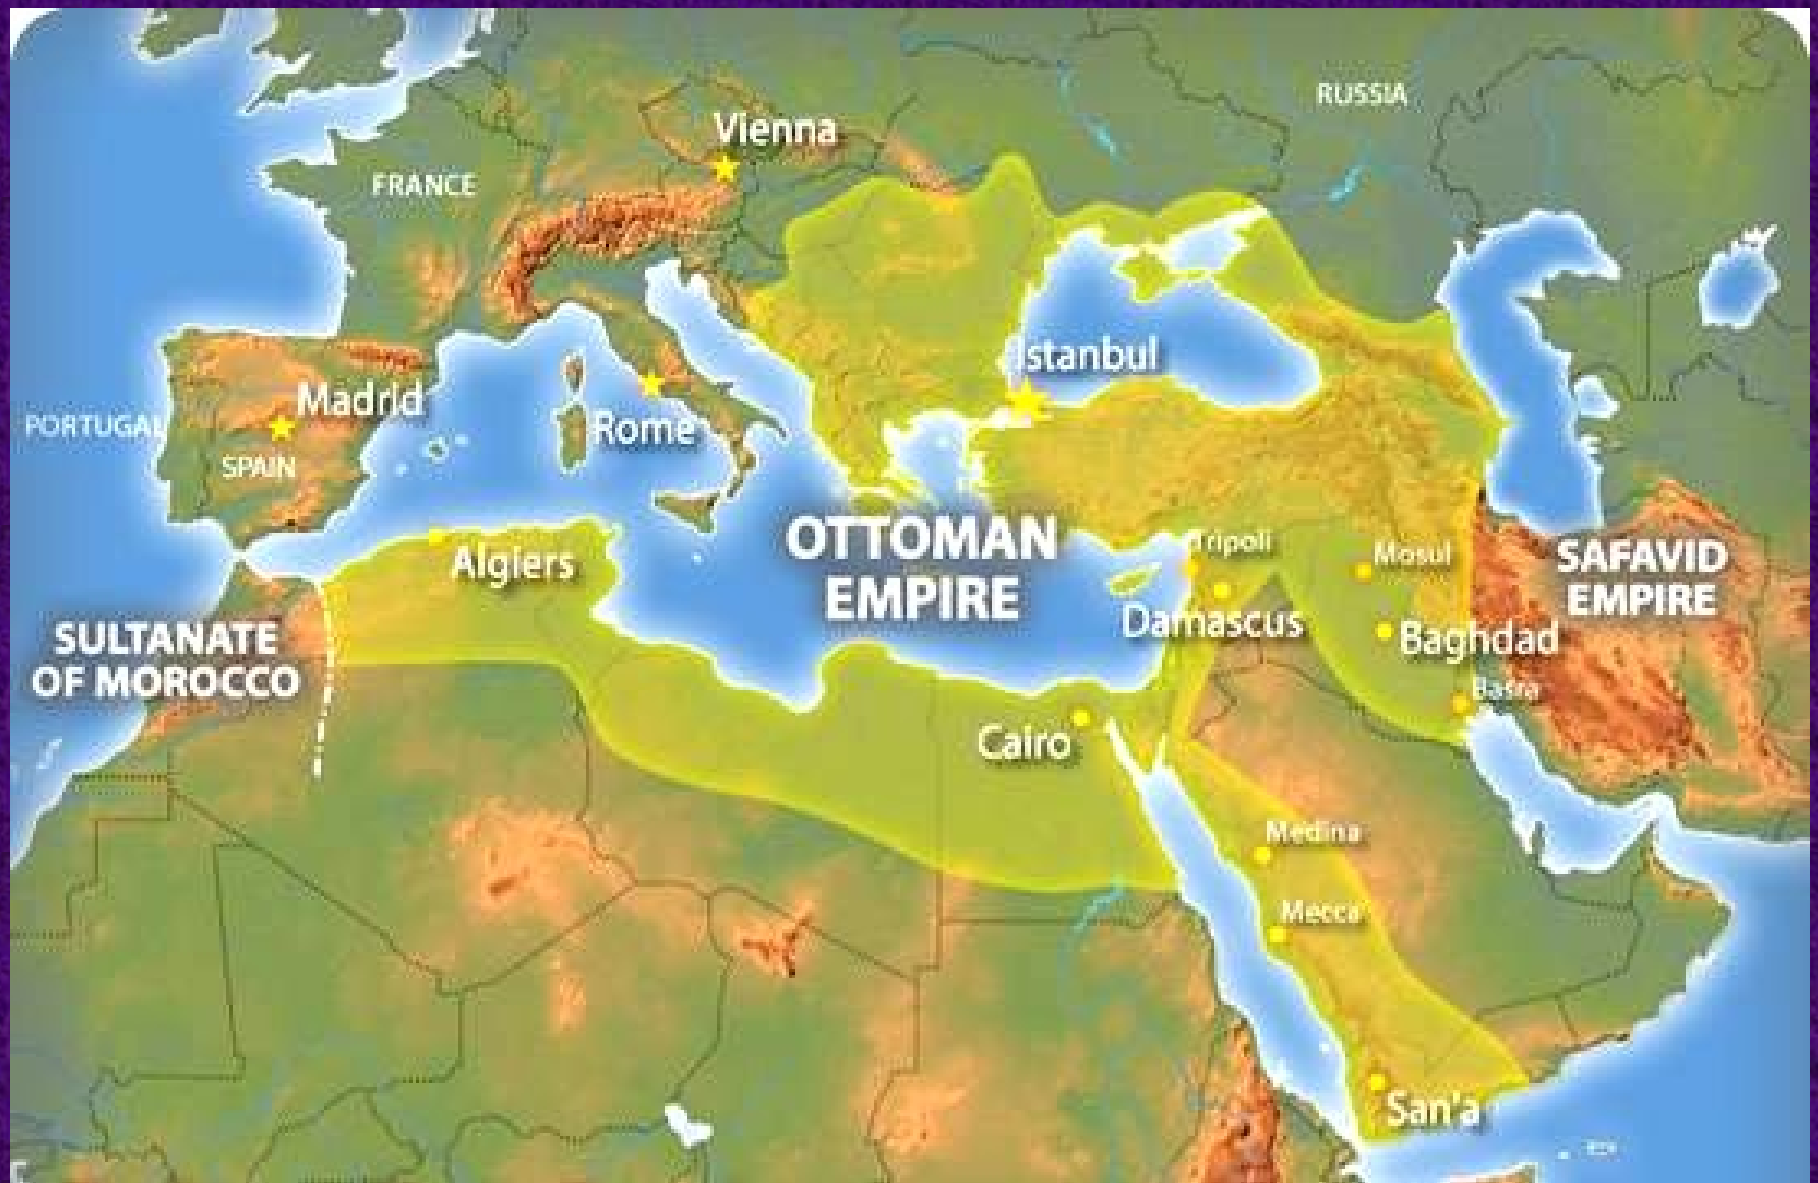 RUSSIA
Vienna
FRANCE
Istanbul
Madrid
PORTUGAL
Rome
SPAIN
OTTOMAN
EMPIRE
Tripoli
Mosul
SAFAVID
EMPIRE
Algiers
Damascus
Baghdad
SULTANATE
OF MOROCCO
Basra
Cairo
Medina
Mecca
San'a